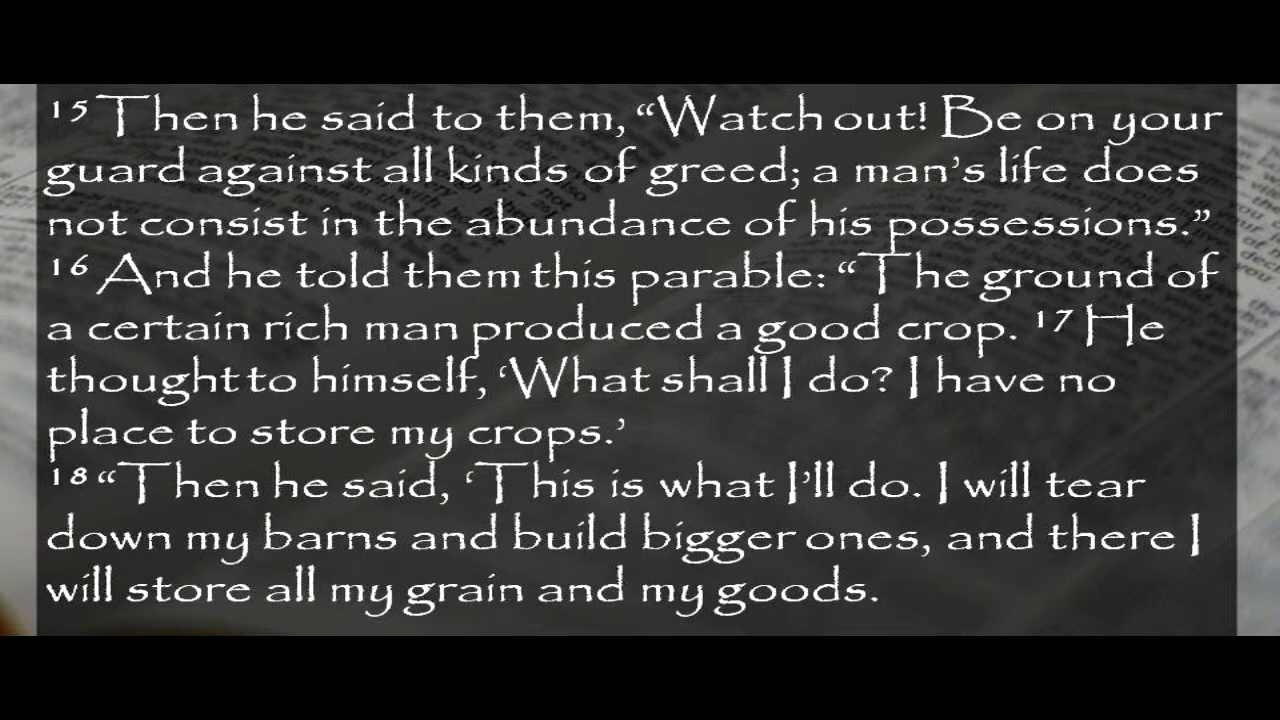 15 Then he said to them, “Watch out! Be on your
guard against all kinds of greed; a man’s life does
not consist in the abundance of his possessions.”
16 And he told them this parable: “The ground of
a certain rich man produced a good crop. 17 He
thought to himself, ‘What shall I do? I have no
place to store my crops.’
18 “Then he said, ‘This is what I’ll do. I will tear
down my barns and build bigger ones, and there I
will store all my grain and my goods.